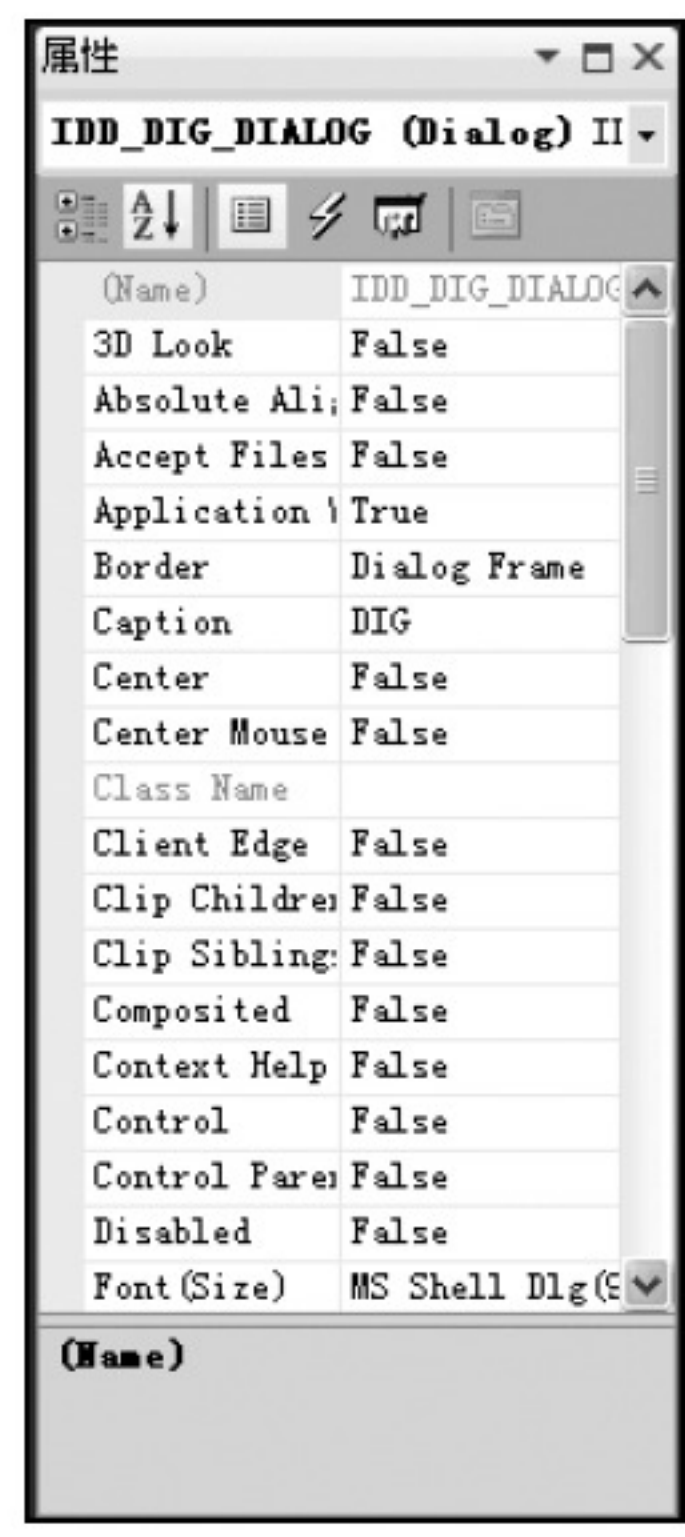 属性
IDD_DIG_DIALOG (Dialog) II
(Name) IDD_DIG_DIALOG
3D Look False
Absolute Ali False
Accept Files False
Application True
Border Dialog Frame
Caption DIG
Center False
Center Mouse False
Class Name
Client Edge False
Clip Childre False
Clip Sibling False
Composited False
Context Help False
Control False
Control Pare False
Disabled False
Font(Size) MS Shell Dlg(
(Name)